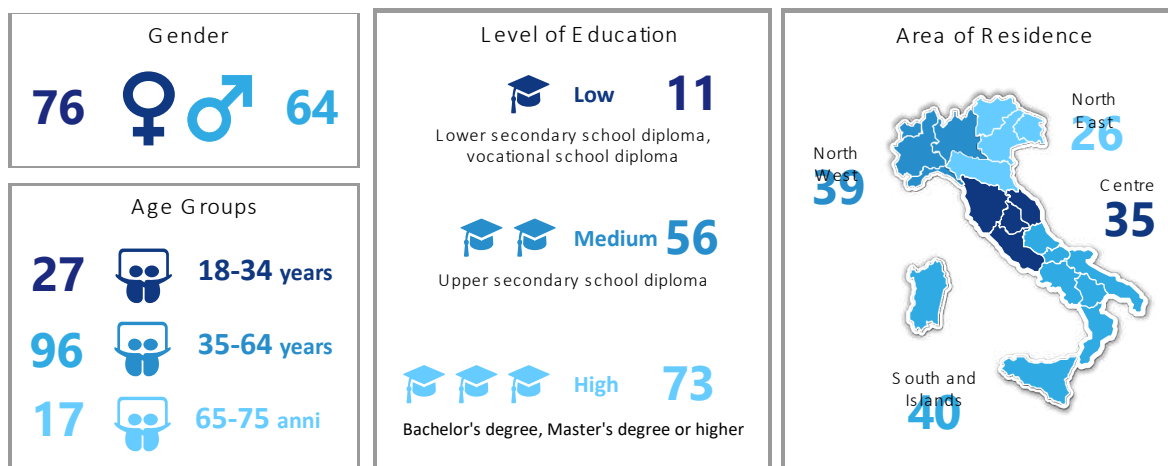 Gender
76
64
Age Groups
27
18-34 years
96
35-64 years
17
65-75 anni
Level of Education
Low
11
Lower secondary school diploma,
vocational school diploma
Medium
56
Upper secondary school diploma
High
73
Bachelor's degree, Master's degree or higher
Area of Residence
North
East
26
North
West
39
Centre
35
South and
Islands
40